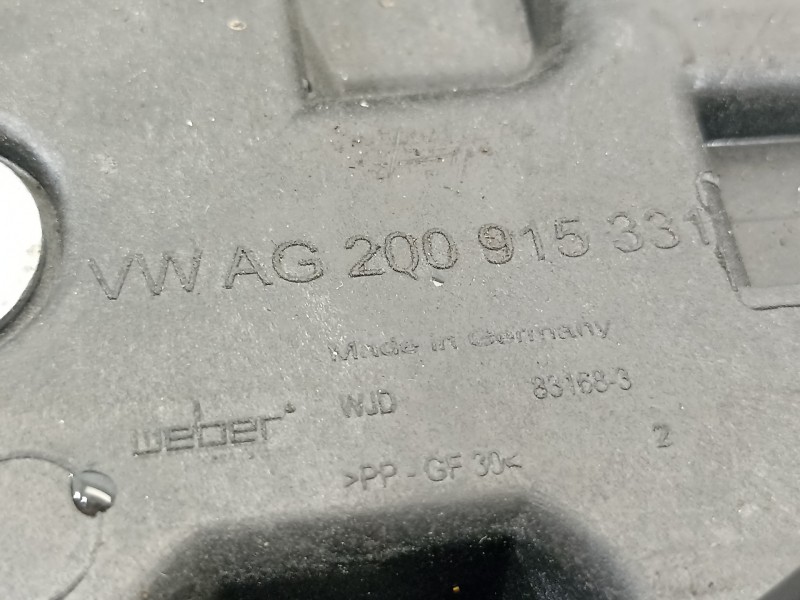 VW AG 2Q0 915 331
Made in Germany
weber WJD 83168-3
>PP-GF 30< 2